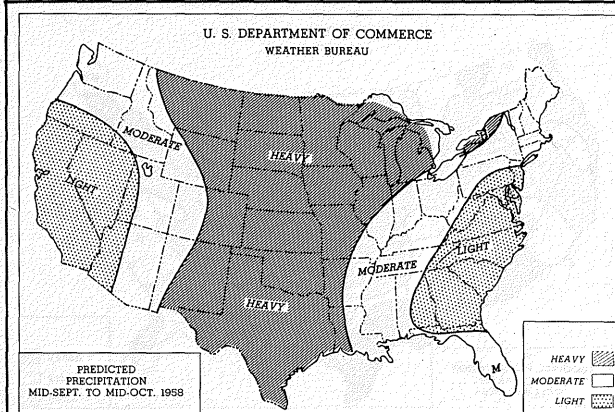 U. S. DEPARTMENT OF COMMERCE
WEATHER BUREAU
MODERATE
HEAVY
LIGHT
LIGHT
MODERATE
HEAVY
M
PREDICTED
PRECIPITATION
MID-SEPT. TO MID-OCT. 1958
HEAVY
MODERATE
LIGHT